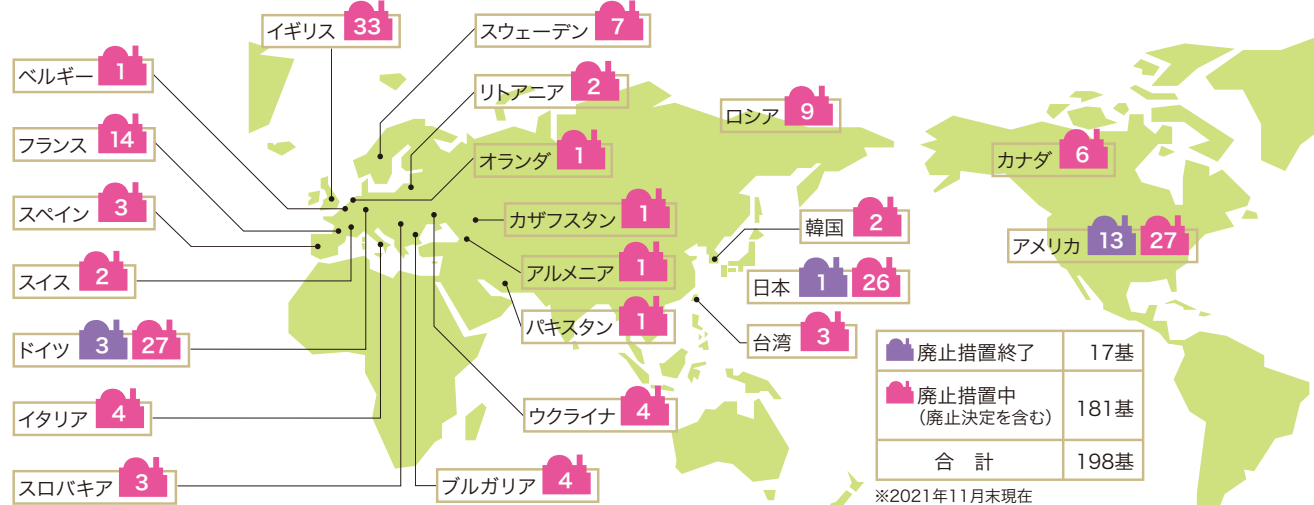 イギリス 33
スウェーデン 7
ベルギー 1
リトアニア 2
ロシア 9
フランス 14
オランダ 1
カナダ 6
スペイン 3
カザフスタン 1
韓国 2
アメリカ 13 27
スイス 2
アルメニア 1
日本 1 26
ドイツ 3 27
パキスタン 1
台湾 3
イタリア 4
ウクライナ 4
スロバキア 3
ブルガリア 4
廃止措置終了 17基
廃止措置中
(廃止決定を含む) 181基
合 計 198基
※2021年11月末現在